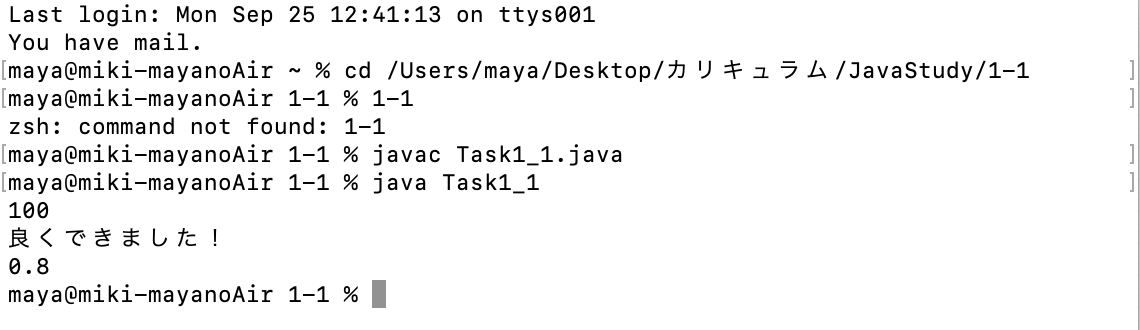 Last login: Mon Sep 25 12:41:13 on ttys001
You have mail.
[maya@miki-mayanoAir ~ % cd /Users/maya/Desktop/カリキュラム/JavaStudy/1-1 ]
[maya@miki-mayanoAir 1-1 % 1-1 ]
zsh: command not found: 1-1
[maya@miki-mayanoAir 1-1 % javac Task1_1.java ]
[maya@miki-mayanoAir 1-1 % java Task1_1 ]
100
良くできました！
0.8
maya@miki-mayanoAir 1-1 %